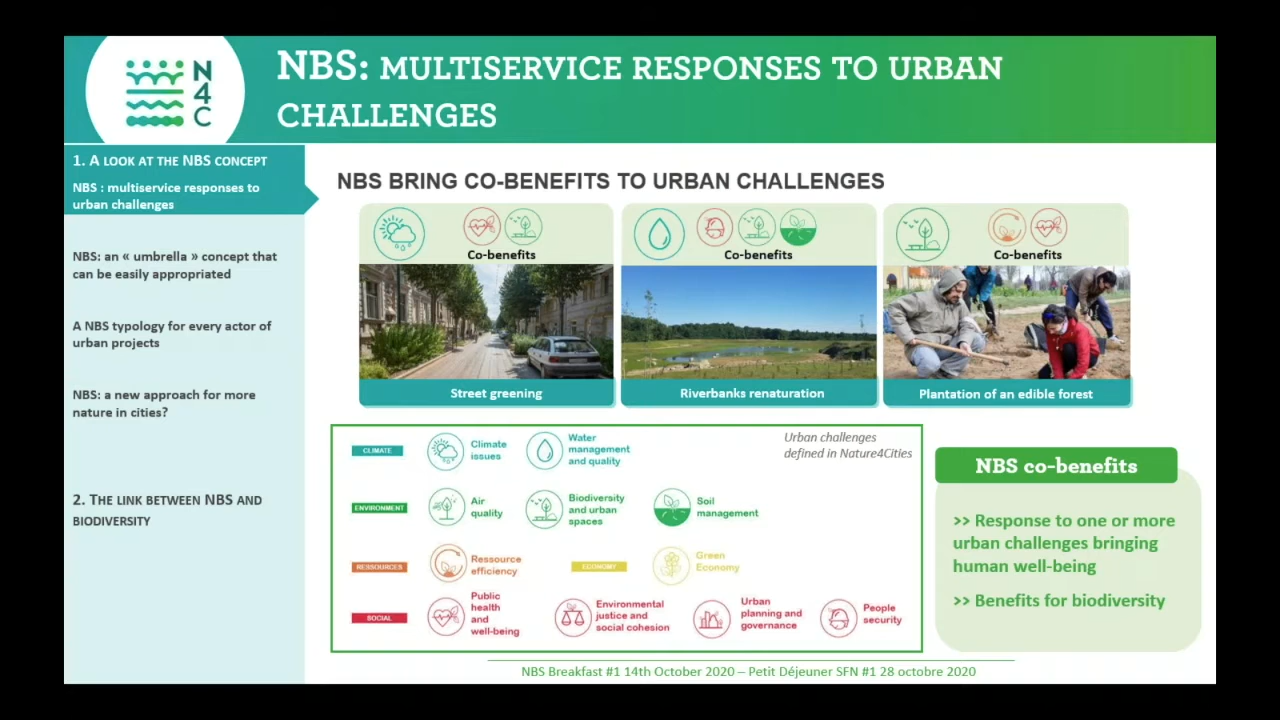 N
4
C
NBS: MULTISERVICE RESPONSES TO URBAN
CHALLENGES
1. A LOOK AT THE NBS CONCEPT
NBS : multiservice responses to
urban challenges
NBS: an « umbrella » concept that
can be easily appropriated
A NBS typology for every actor of
urban projects
NBS: a new approach for more
nature in cities?
2. THE LINK BETWEEN NBS AND
BIODIVERSITY
NBS BRING CO-BENEFITS TO URBAN CHALLENGES
Co-benefits
Street greening
Co-benefits
Riverbanks renaturation
Co-benefits
Plantation of an edible forest
Urban challenges
defined in Nature4Cities
CLIMATE
Climate
issues
Water
management
and quality
ENVIRONMENT
Air
quality
Biodiversity
and urban
spaces
Soil
management
RESSOURCES
Ressource
efficiency
ECONOMY
Green
Economy
SOCIAL
Public
health
and
well-being
Environmental
justice and
social cohesion
Urban
planning and
governance
People
security
NBS co-benefits
>> Response to one or more
urban challenges bringing
human well-being
>> Benefits for biodiversity
NBS Breakfast #1 14th October 2020 – Petit Déjeuner SFN #1 28 octobre 2020